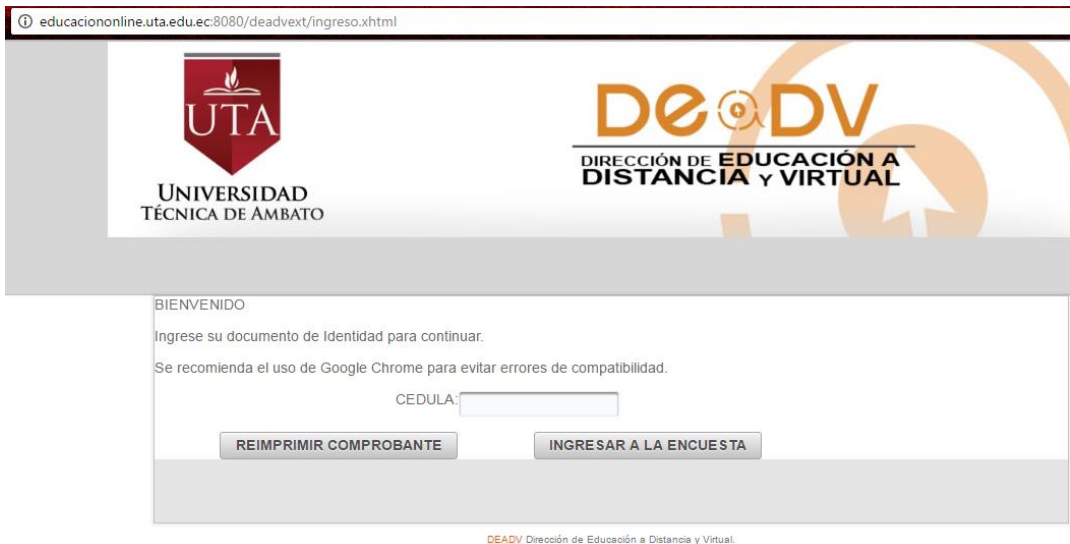 educaciononline.uta.edu.ec:8080/deadvext/ingreso.xhtml
UTA
UNIVERSIDAD
TÉCNICA DE AMBATO
DeaDV
DIRECCIÓN DE EDUCACIÓN A
DISTANCIA Y VIRTUAL
BIENVENIDO
Ingrese su documento de Identidad para continuar.
Se recomienda el uso de Google Chrome para evitar errores de compatibilidad.
CEDULA:
REIMPRIMIR COMPROBANTE
INGRESAR A LA ENCUESTA
DEADV Dirección de Educación a Distancia y Virtual.